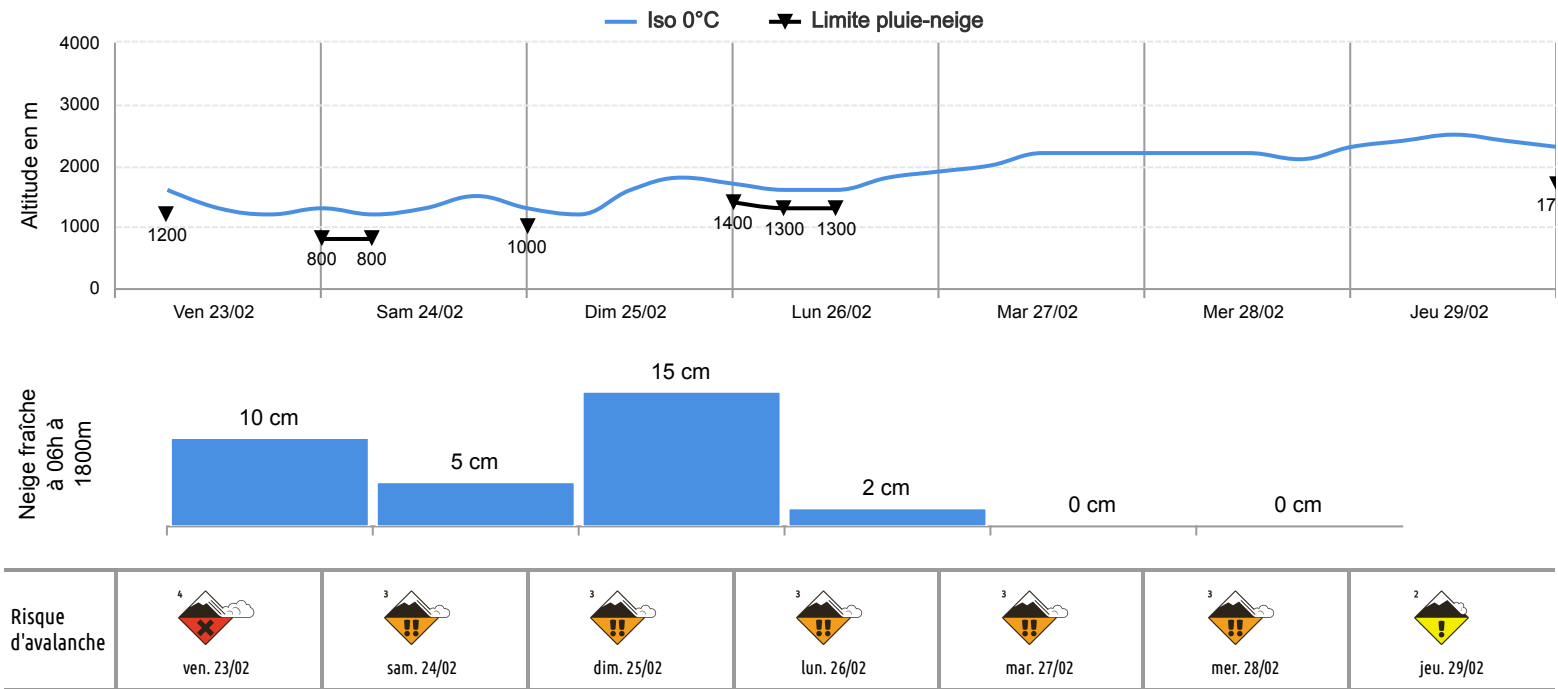 Iso 0°C Limite pluie-neige
4000
3000
2000
1000
0
Altitude en m
1200
800 800
1000
1400 1300 1300
17
Ven 23/02 Sam 24/02 Dim 25/02 Lun 26/02 Mar 27/02 Mer 28/02 Jeu 29/02
Neige fraîche
à 06h à
1800m
10 cm 5 cm 15 cm 2 cm 0 cm 0 cm
Risque
d'avalanche
4 3 3 3 3 3 2
!! !! !! !! !! !
ven. 23/02 sam. 24/02 dim. 25/02 lun. 26/02 mar. 27/02 mer. 28/02 jeu. 29/02